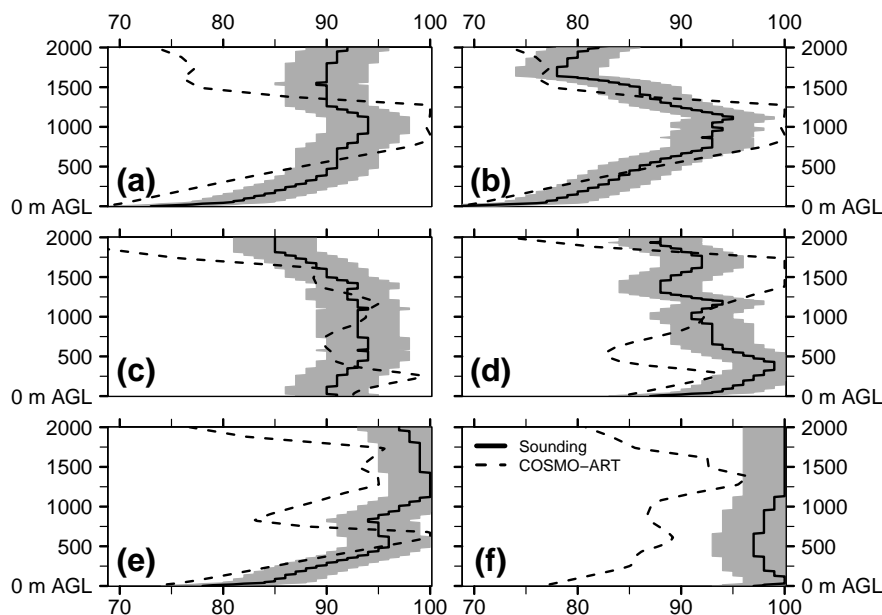 70 80 90 100 70 80 90 100
2000 2000
1500 1500
1000 1000
500 (a) (b) 500
0 m AGL 0 m AGL
2000 2000
1500 1500
1000 1000
500 (c) (d) 500
0 m AGL 0 m AGL
2000 Sounding 2000
1500 COSMO−ART 1500
1000 1000
500 (e) (f) 500
0 m AGL 0 m AGL
70 80 90 100 70 80 90 100